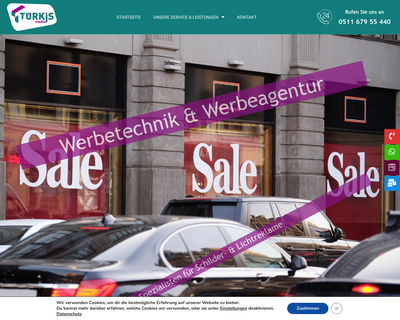 TÜRKIS
STARTSEITE
UNSERE SERVICE & LEISTUNGEN
KONTAKT
24
Rufen Sie uns an
0511 679 55 440
Werbetechnik & Werbeagentur
Sale
Sale
Sale
Spezialisten für Schilder- & Lichtreklame
Wir verwenden Cookies, um dir die bestmögliche Erfahrung auf unserer Website zu bieten.
Du kannst mehr darüber erfahren, welche Cookies wir verwenden, oder sie unter Einstellungen deaktivieren.
Datenschutz
Zustimmen